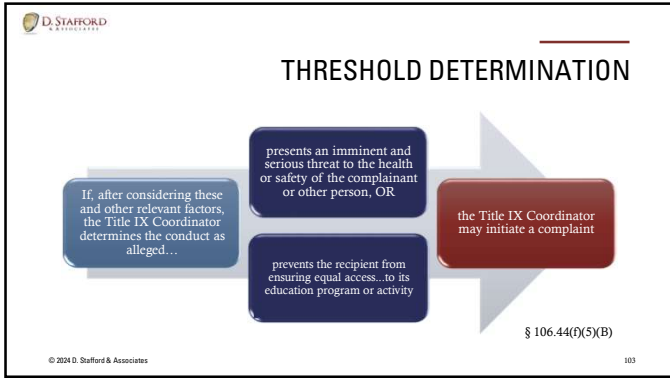 D. STAFFORD
& ASSOCIATES
THRESHOLD DETERMINATION
If, after considering these
and other relevant factors,
the Title IX Coordinator
determines the conduct as
alleged…
presents an imminent and
serious threat to the health
or safety of the complainant
or other person, OR
prevents the recipient from
ensuring equal access...to its
education program or activity
the Title IX Coordinator
may initiate a complaint
§ 106.44(f)(5)(B)
© 2024 D. Stafford & Associates
103